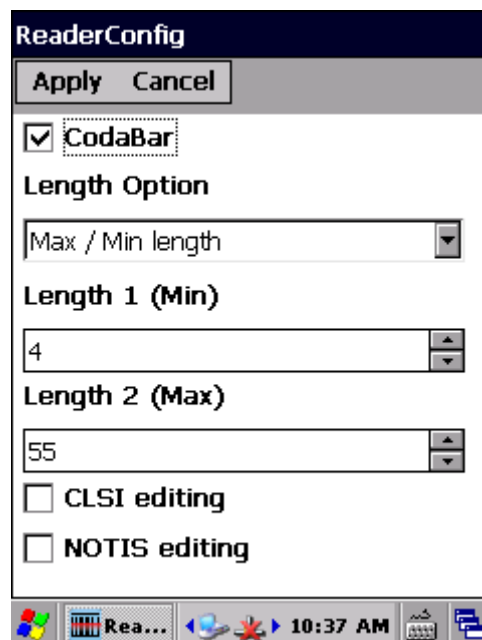 ReaderConfig
Apply Cancel
CodaBar
Length Option
Max / Min length
Length 1 (Min)
4
Length 2 (Max)
55
CLSI editing
NOTIS editing
Rea... 10:37 AM